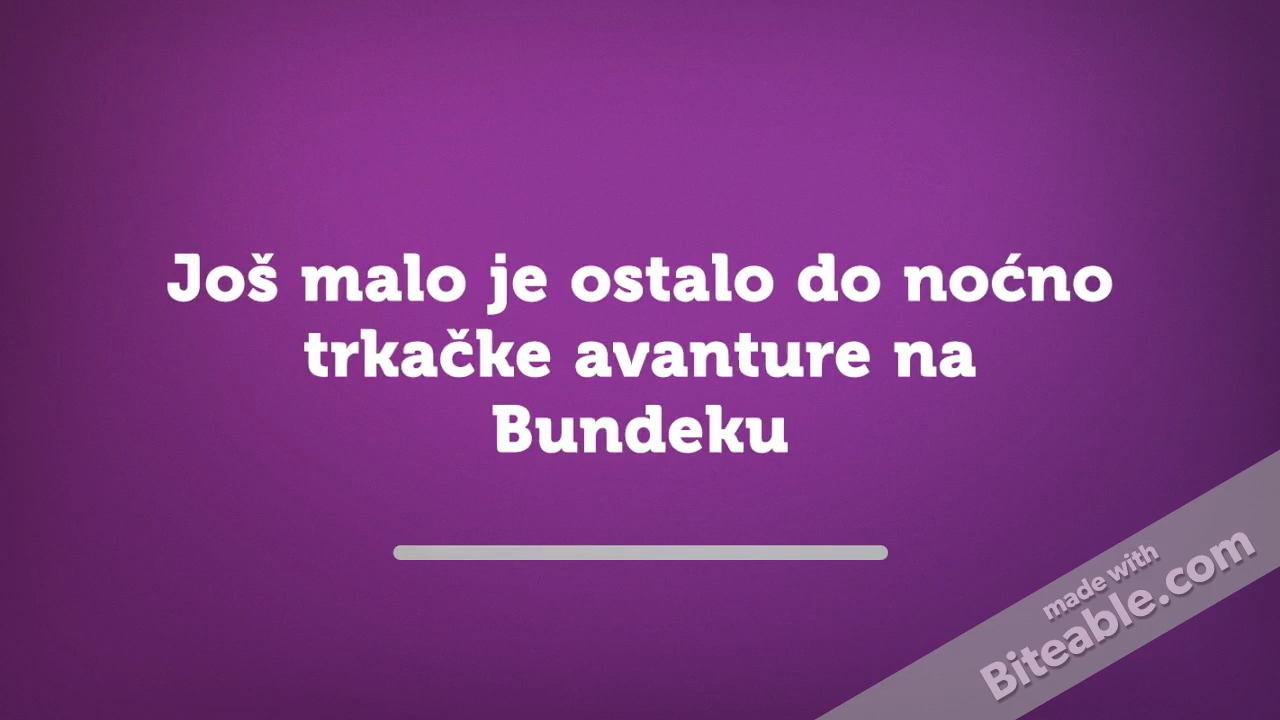 Još malo je ostalo do noćno
trkačke avanture na
Bundeku
made with
Biteable.com